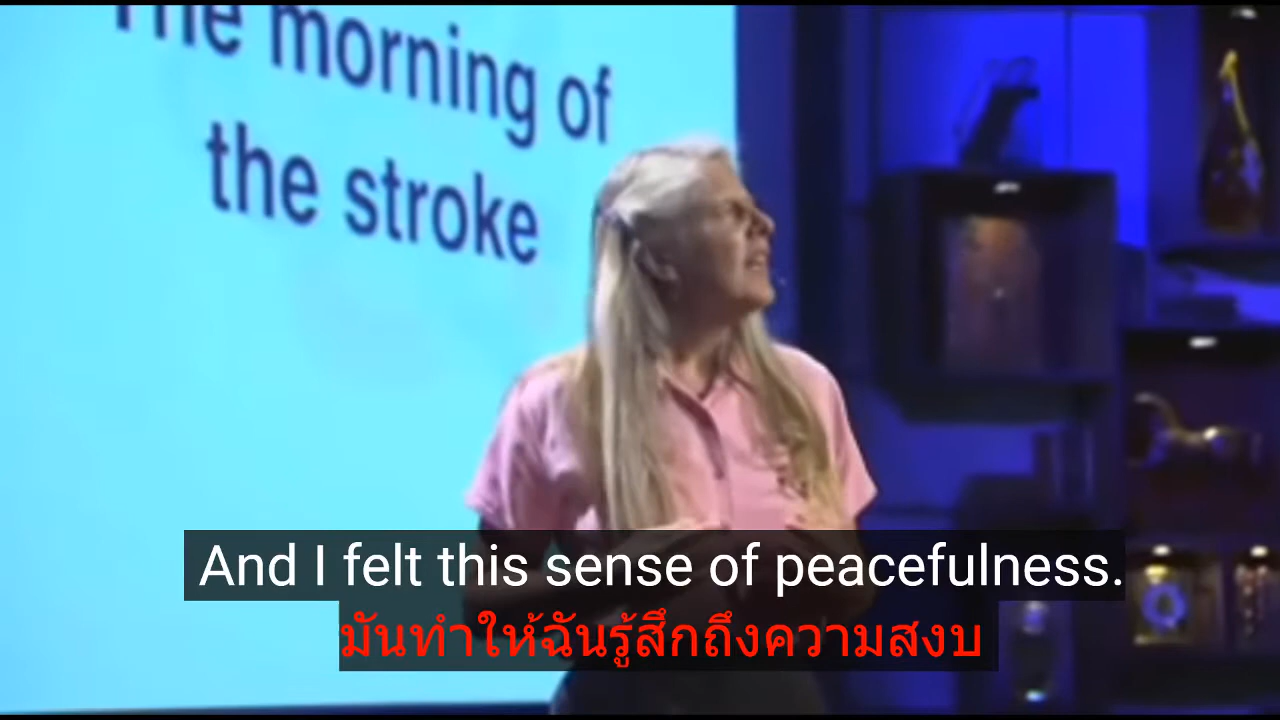 The morning of
the stroke
And I felt this sense of peacefulness.
มันทำให้ฉันรู้สึกถึงความสงบ